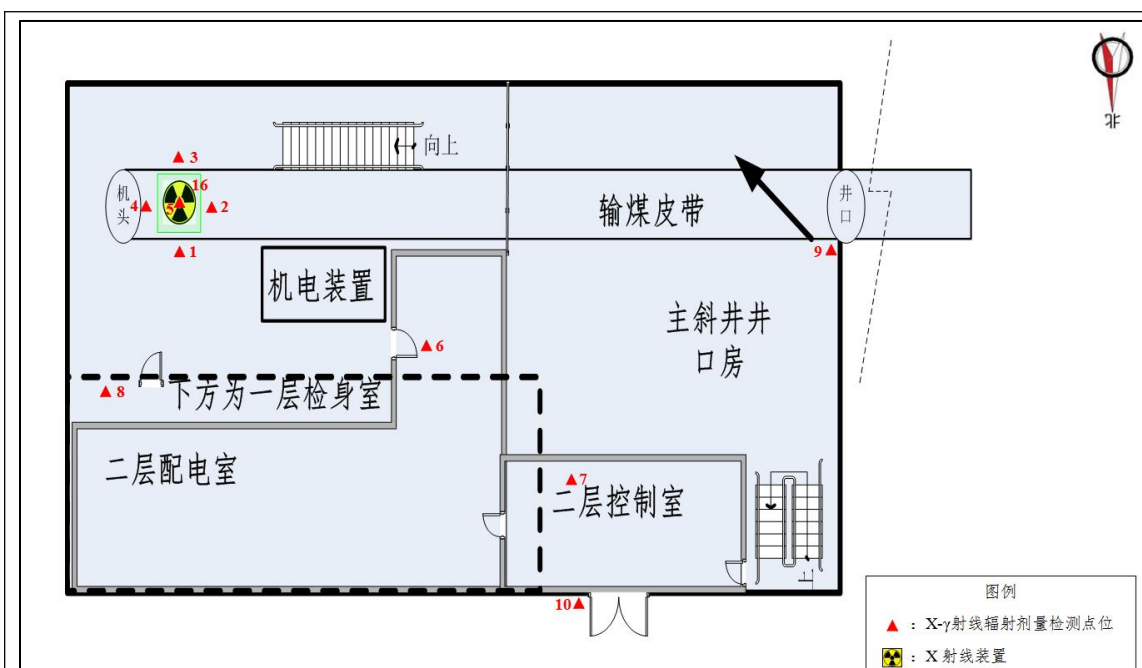 北
3
向上
机头
16
4
5
2
输煤皮带
井口
1
9
机电装置
主斜井井口房
6
8
下方为一层检身室
二层配电室
7
二层控制室
上
10
图例
▲ ：X-γ射线辐射剂量检测点位
：X 射线装置